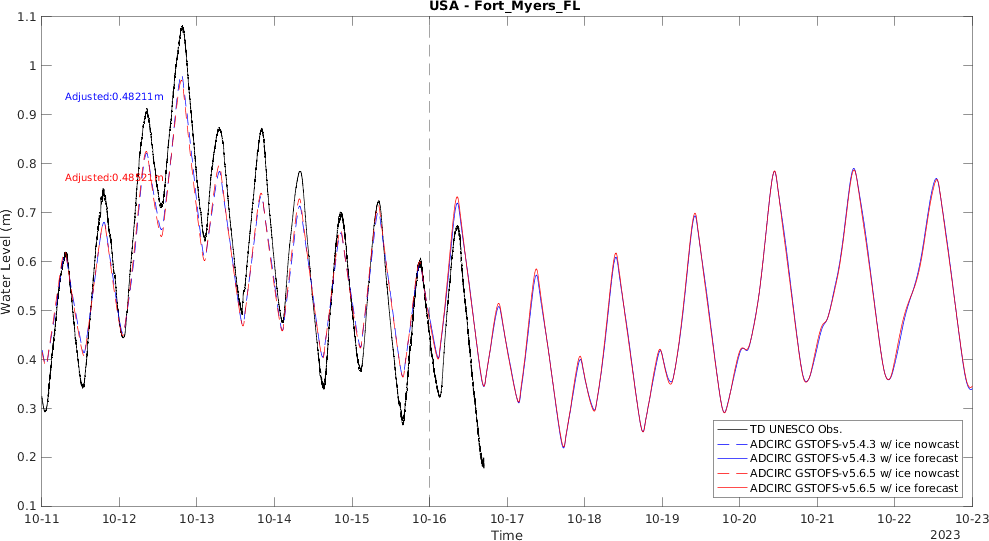 USA - Fort_Myers_FL
1.1
1
0.9
0.8
0.7
0.6
0.5
0.4
0.3
0.2
0.1
Water Level (m)
Adjusted:0.48211m
Adjusted:0.48521m
TD UNESCO Obs.
ADCIRC GSTOFS-v5.4.3 w/ ice nowcast
ADCIRC GSTOFS-v5.4.3 w/ ice forecast
ADCIRC GSTOFS-v5.6.5 w/ ice nowcast
ADCIRC GSTOFS-v5.6.5 w/ ice forecast
10-11 10-12 10-13 10-14 10-15 10-16 10-17 10-18 10-19 10-20 10-21 10-22 10-23
Time
2023